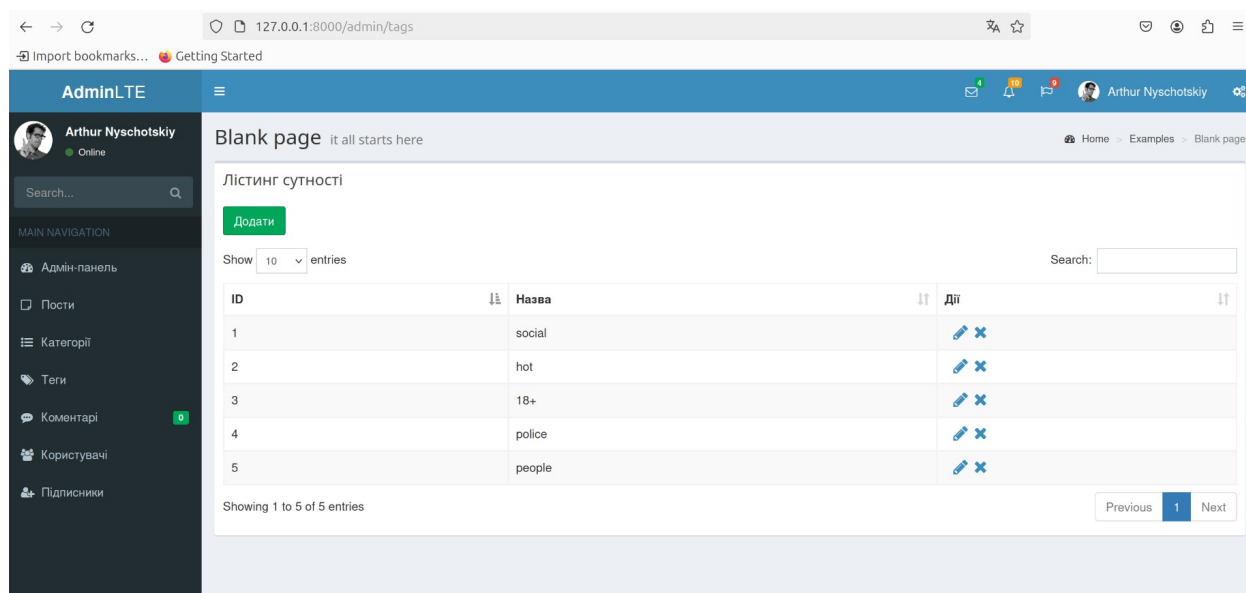 127.0.0.1:8000/admin/tags
Import bookmarks... Getting Started
AdminLTE
4 10 9 Arthur Nyschotskiy
Arthur Nyschotskiy
Online
Search...
MAIN NAVIGATION
Адмін-панель
Пости
Категорії
Теги
Коментарі 0
Користувачі
Підписники
Blank page it all starts here
Home > Examples > Blank page
Лістинг сутності
Додати
Show 10 entries
Search:
ID Назва Дії
1 social
2 hot
3 18+
4 police
5 people
Showing 1 to 5 of 5 entries
Previous 1 Next